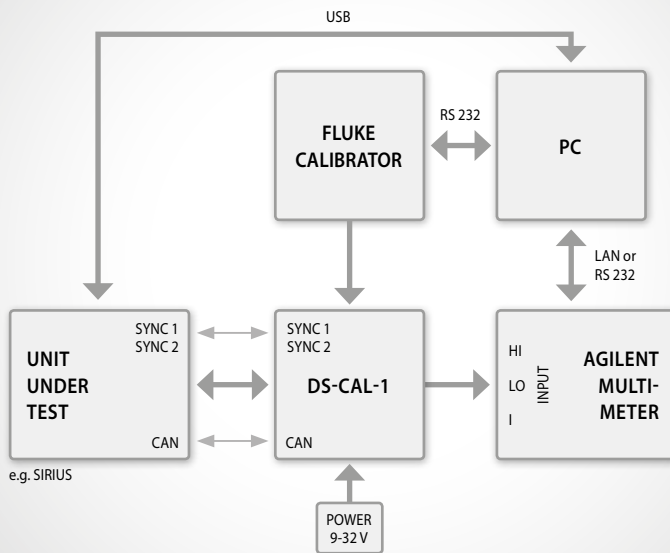 USB
FLUKE
CALIBRATOR
RS 232
PC
LAN or
RS 232
UNIT
UNDER
TEST
SYNC 1
SYNC 2
CAN
e.g. SIRIUS
SYNC 1
SYNC 2
DS-CAL-1
CAN
HI
LO
I
INPUT
AGILENT
MULTI-
METER
POWER
9-32 V